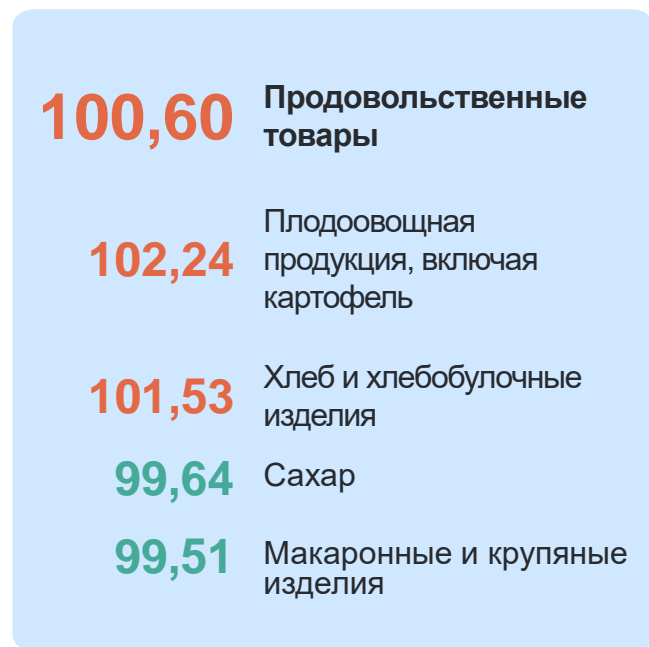 100,60 Продовольственные
товары
Плодоовощная
102,24 продукция, включая
картофель
101,53 Хлеб и хлебобулочные
изделия
99,64 Сахар
99,51 Макаронные и крупяные
изделия